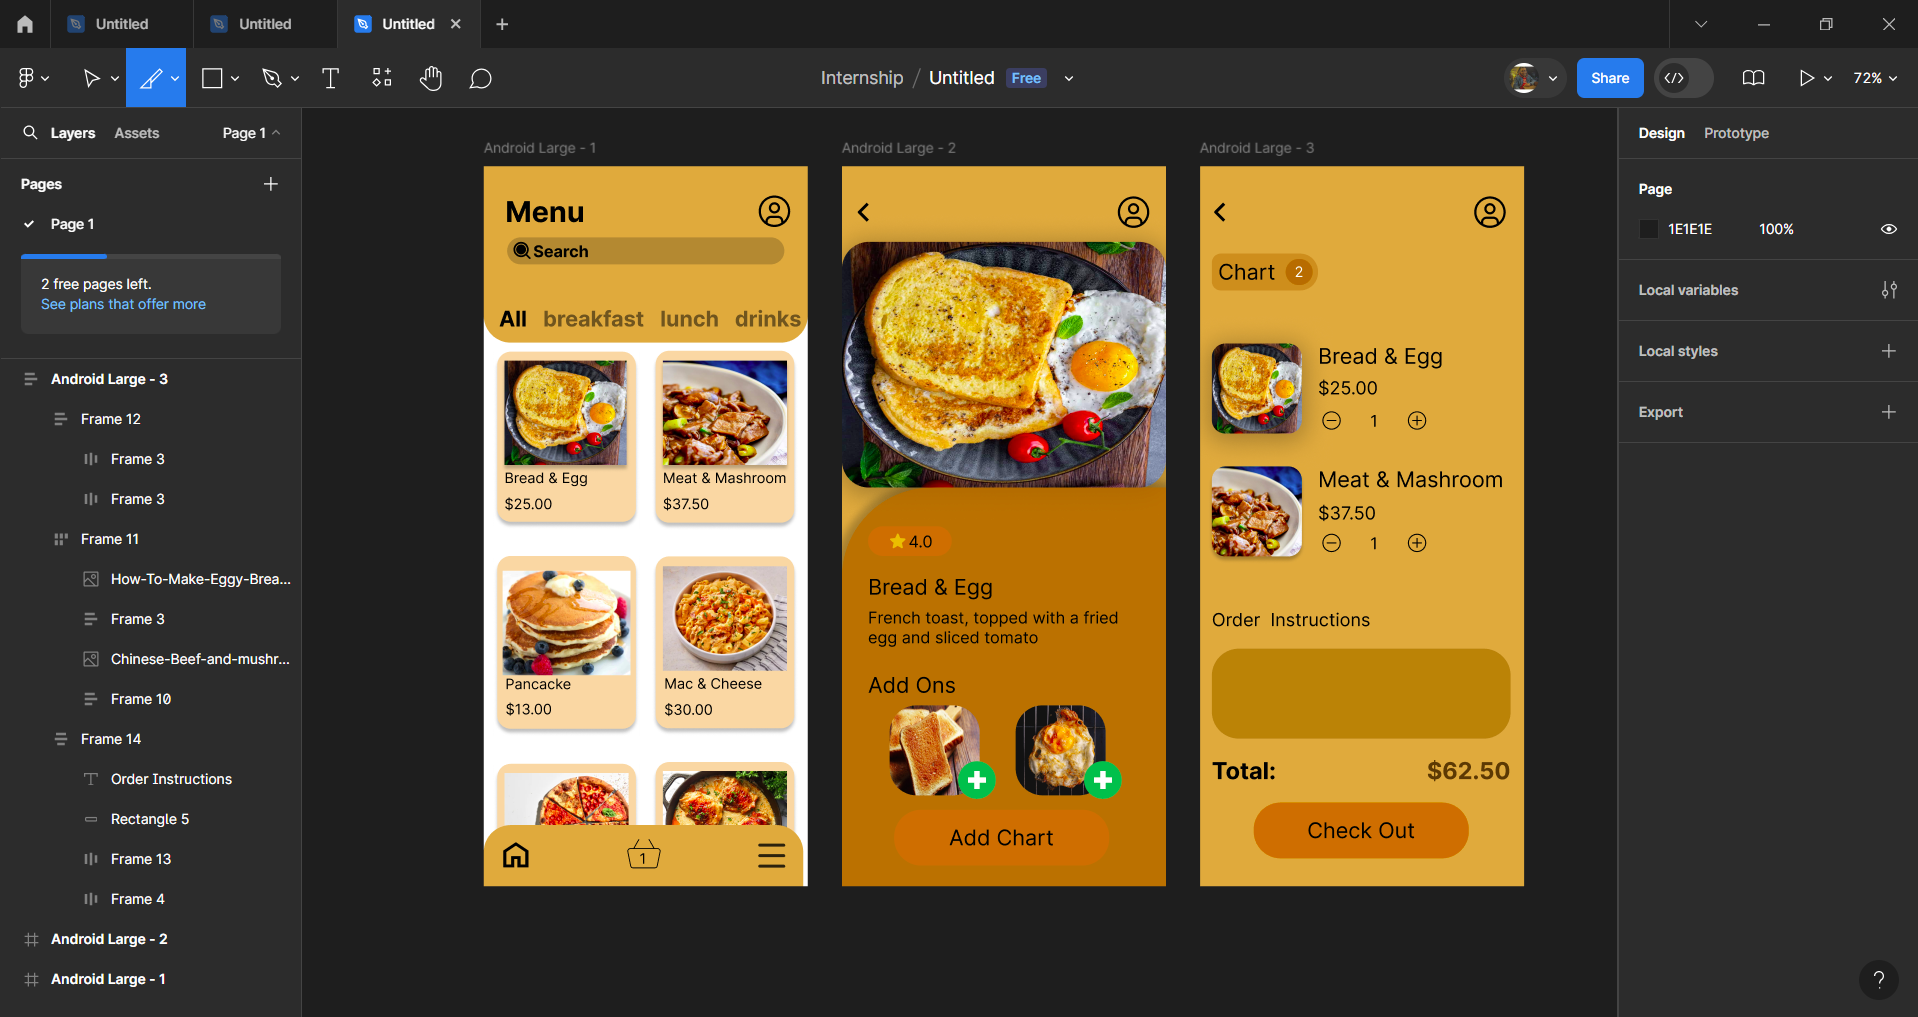 Untitled
Untitled
Untitled
Internship / Untitled Free
Share
72%
Layers Assets Page 1
Pages
Page 1
2 free pages left.
See plans that offer more
Android Large - 3
Frame 12
Frame 3
Frame 3
Frame 11
How-To-Make-Eggy-Brea...
Frame 3
Chinese-Beef-and-mushr...
Frame 10
Frame 14
Order Instructions
Rectangle 5
Frame 13
Frame 4
Android Large - 2
Android Large - 1
Android Large - 1
Menu
Search
All breakfast lunch drinks
Bread & Egg
$25.00
Meat & Mashroom
$37.50
Pancacke
$13.00
Mac & Cheese
$30.00
1
Android Large - 2
4.0
Bread & Egg
French toast, topped with a fried
egg and sliced tomato
Add Ons
Add Chart
Android Large - 3
Chart 2
Bread & Egg
$25.00
1
Meat & Mashroom
$37.50
1
Order Instructions
Total: $62.50
Check Out
Design Prototype
Page
1E1E1E 100%
Local variables
Local styles
Export
?